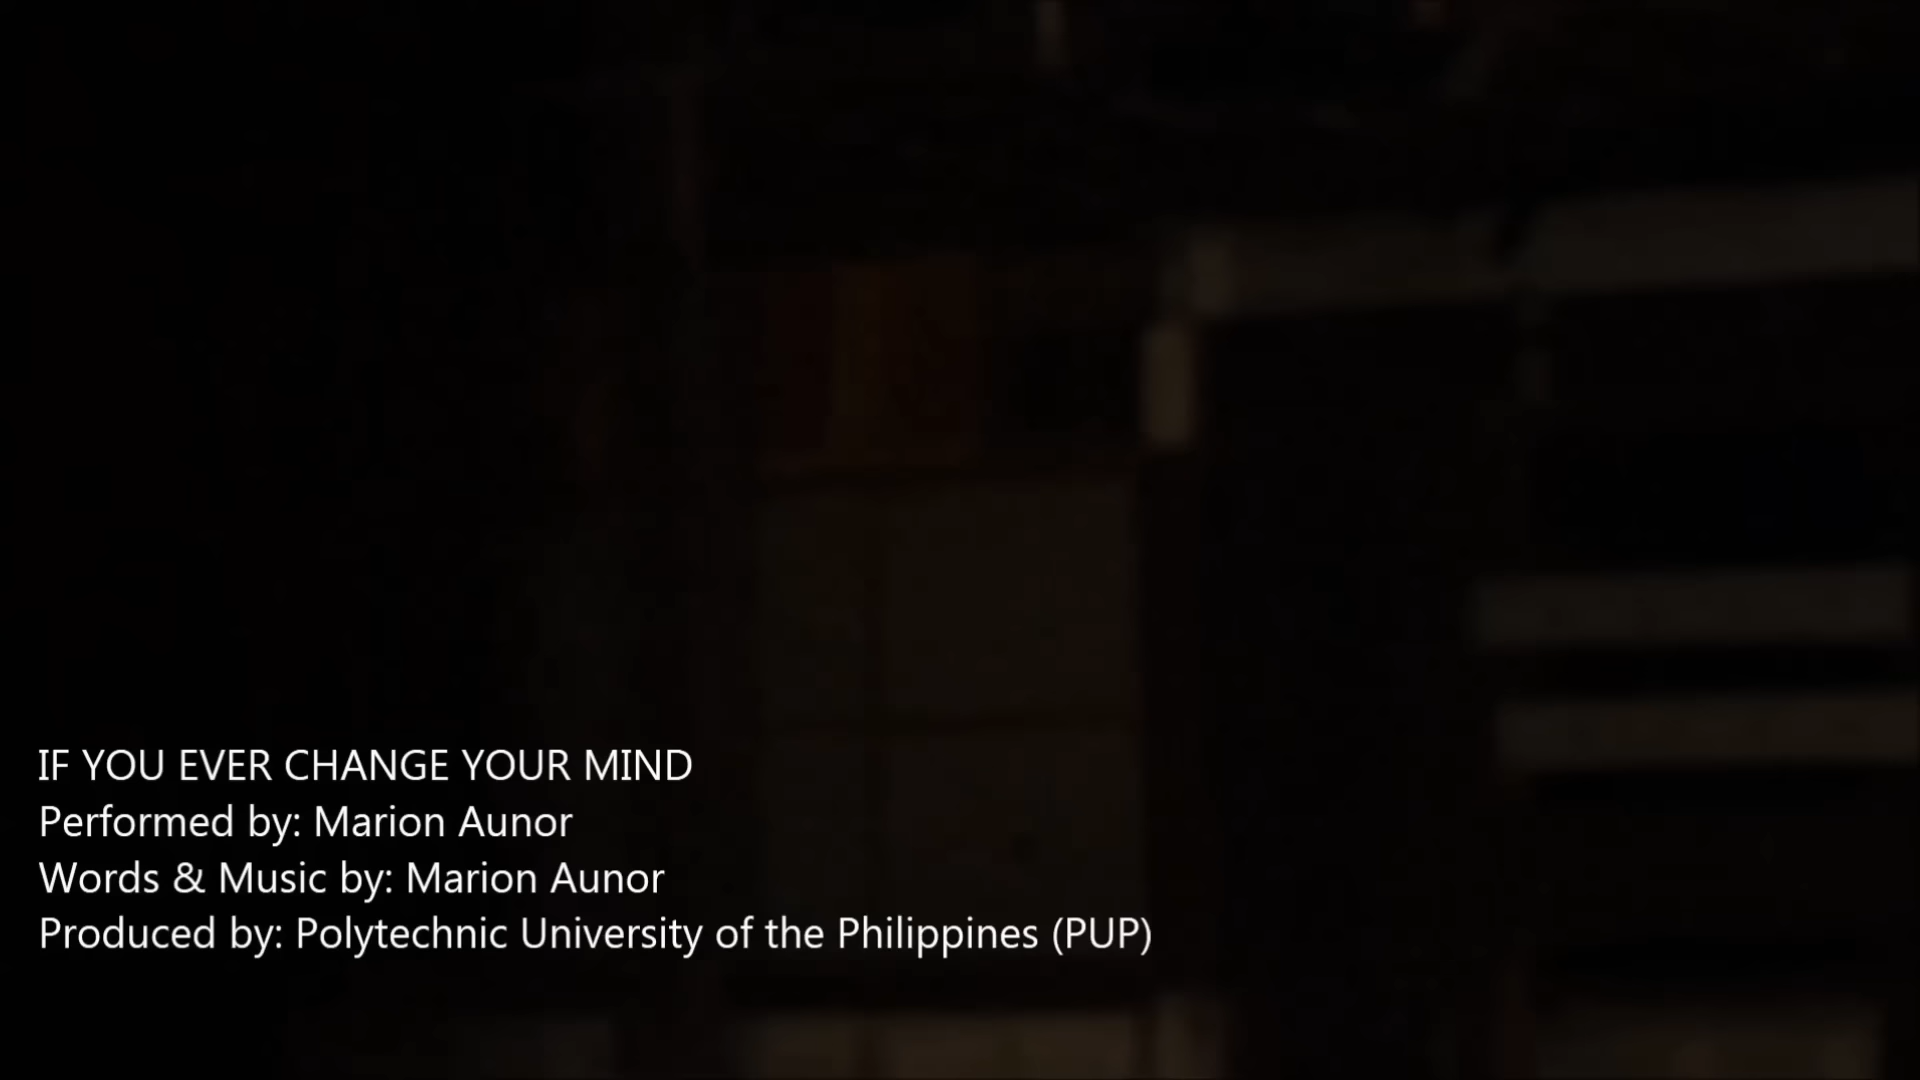 IF YOU EVER CHANGE YOUR MIND
Performed by: Marion Aunor
Words & Music by: Marion Aunor
Produced by: Polytechnic University of the Philippines (PUP)